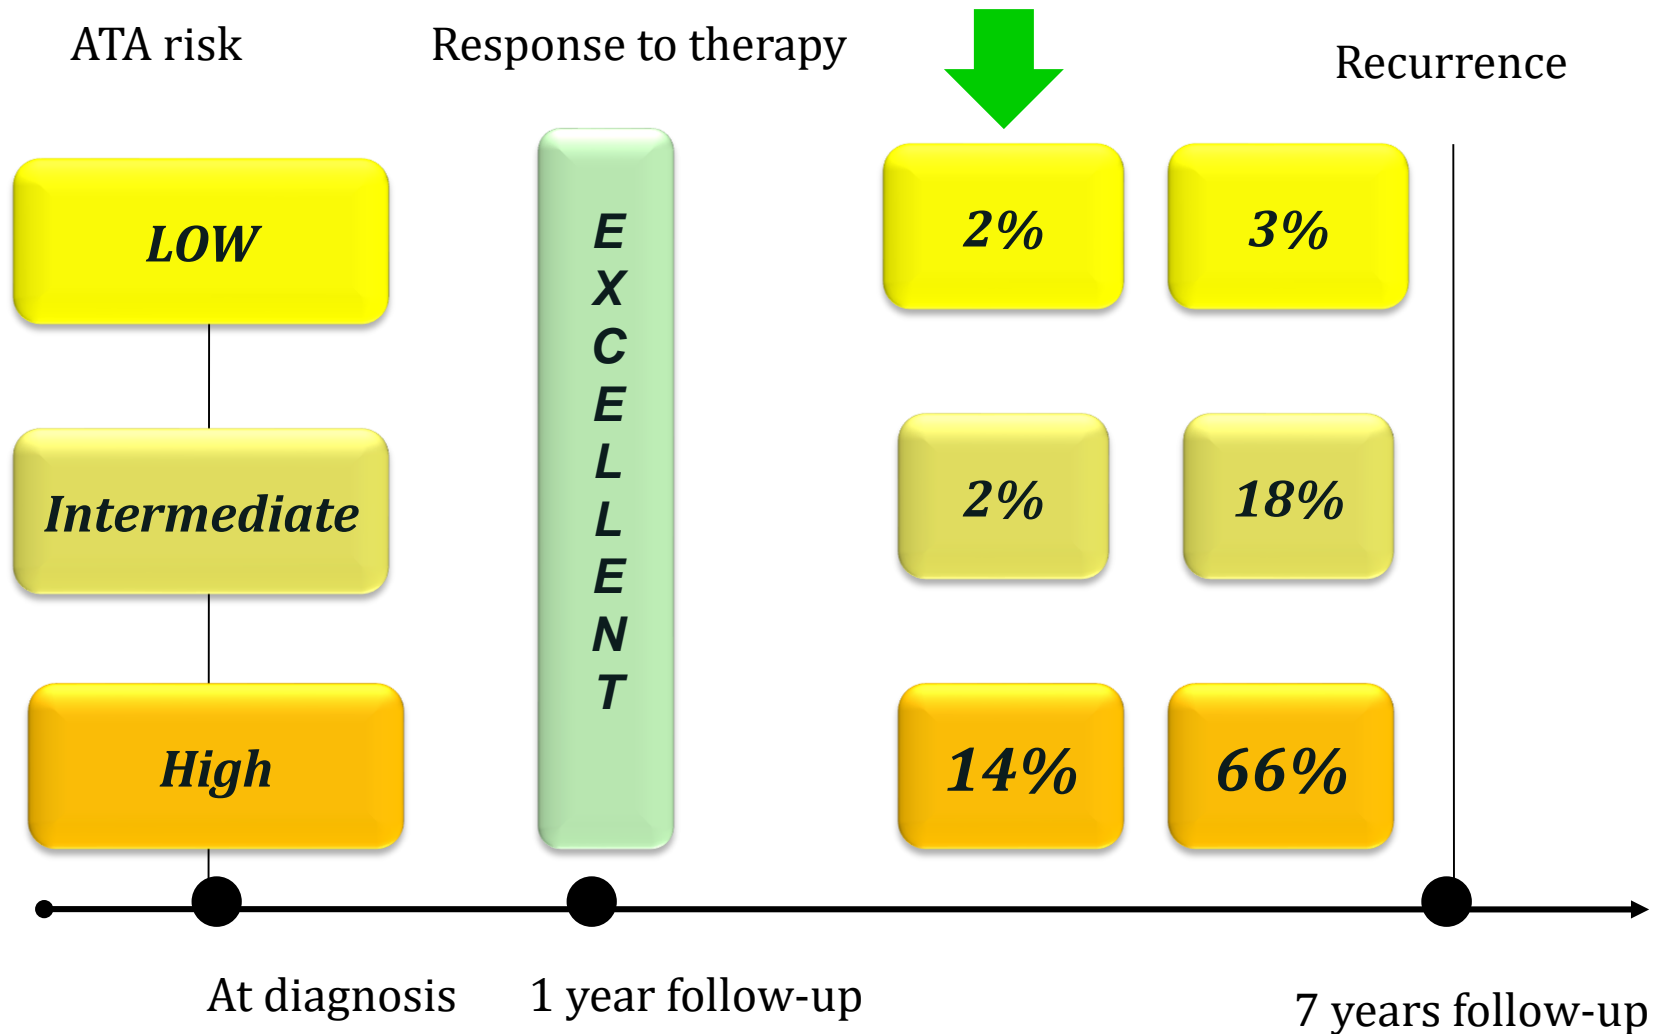 ATA risk
Response to therapy
Recurrence
LOW
E
X
C
E
L
L
E
N
T
2%
3%
Intermediate
2%
18%
High
14%
66%
At diagnosis
1 year follow-up
7 years follow-up